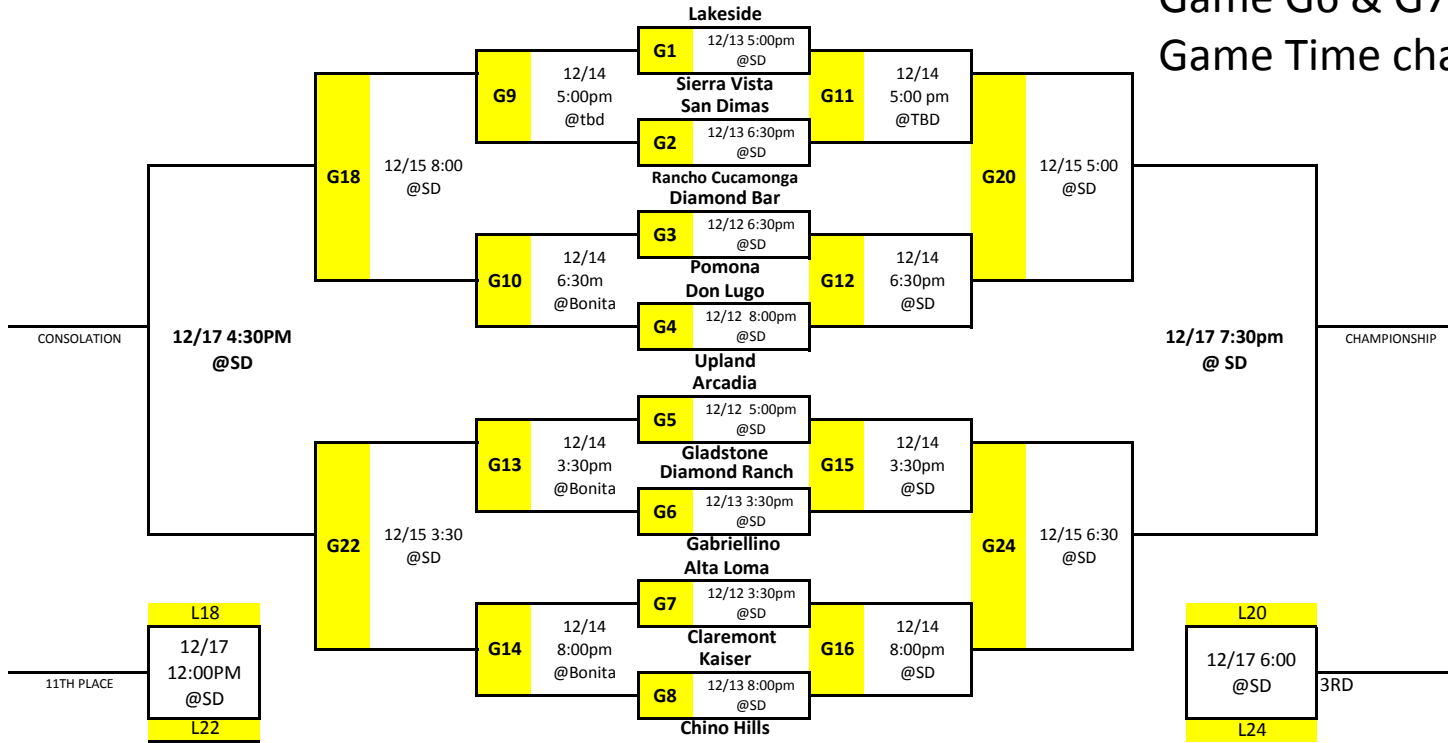 Game G6 & G7
Game Time cha
Lakeside
G1 12/13 5:00pm
@SD
Sierra Vista
San Dimas
G2 12/13 6:30pm
@SD
Rancho Cucamonga
Diamond Bar
G3 12/12 6:30pm
@SD
Pomona
Don Lugo
G4 12/12 8:00pm
@SD
Upland
Arcadia
G5 12/12 5:00pm
@SD
Gladstone
Diamond Ranch
G6 12/13 3:30pm
@SD
Gabriellino
Alta Loma
G7 12/12 3:30pm
@SD
Claremont
Kaiser
G8 12/13 8:00pm
@SD
Chino Hills
G9
12/14
5:00pm
@tbd
G10
12/14
6:30m
@Bonita
G13
12/14
3:30pm
@Bonita
G14
12/14
8:00pm
@Bonita
G18
12/15 8:00
@SD
G22
12/15 3:30
@SD
12/17 4:30PM
@SD
CONSOLATION
L18
12/17
12:00PM
@SD
L22
11TH PLACE
G11
12/14
5:00 pm
@TBD
G12
12/14
6:30pm
@SD
G15
12/14
3:30pm
@SD
G16
12/14
8:00pm
@SD
G20
12/15 5:00
@SD
G24
12/15 6:30
@SD
12/17 7:30pm
@ SD
CHAMPIONSHIP
L20
12/17 6:00
@SD
L24
3RD